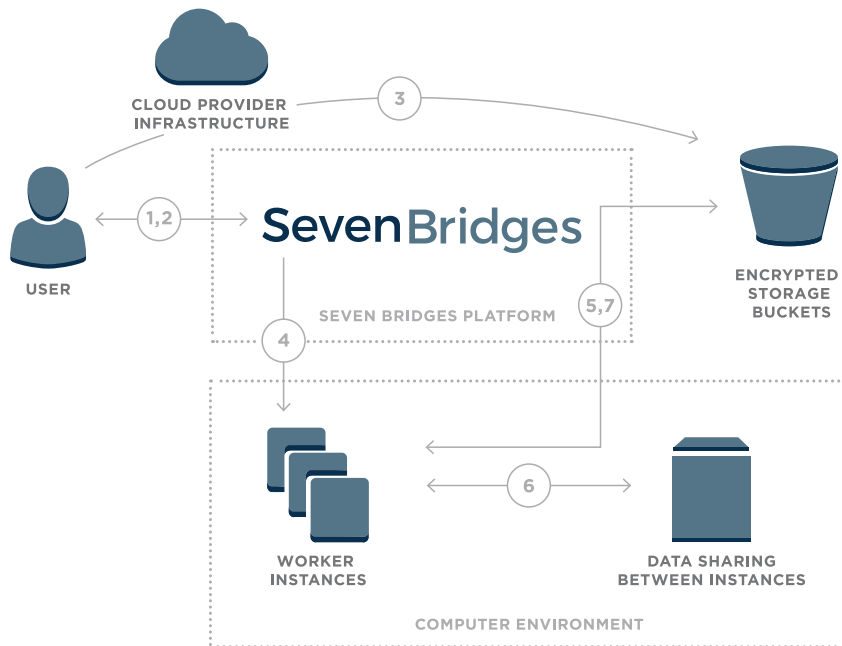 CLOUD PROVIDER
INFRASTRUCTURE
3
1,2
SevenBridges
USER
ENCRYPTED
STORAGE
BUCKETS
5,7
SEVEN BRIDGES PLATFORM
4
6
WORKER
INSTANCES
DATA SHARING
BETWEEN INSTANCES
COMPUTER ENVIRONMENT